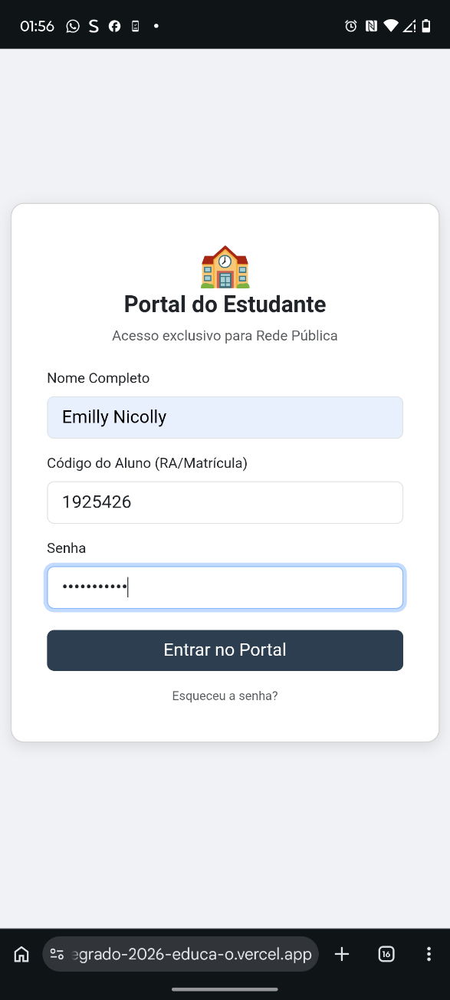 01:56
Portal do Estudante
Acesso exclusivo para Rede Pública
Nome Completo
Emilly Nicolly
Código do Aluno (RA/Matrícula)
1925426
Senha
•••••••••••
Entrar no Portal
Esqueceu a senha?
egrado-2026-educa-o.vercel.app
16